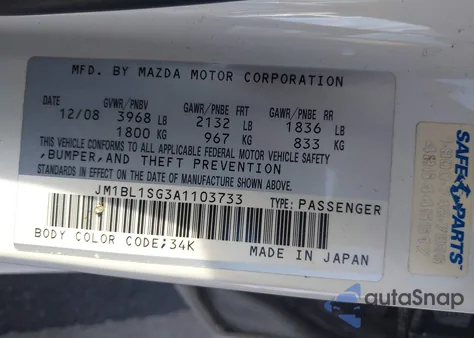 MFD. BY MAZDA MOTOR CORPORATION
DATE GVWR/PNBV GAWR/PNBE FRT GAWR/PNBE RR
12/08 3968 LB 2132 LB 1836 LB
1800 KG 967 KG 833 KG
THIS VEHICLE CONFORMS TO ALL APPLICABLE FEDERAL MOTOR VEHICLE SAFETY
,BUMPER,AND THEFT PREVENTION
STANDARDS IN EFFECT ON THE DATE OF MANUFACTURE SHOWN ABOVE.
JM1BL1SG3A1103733 TYPE: PASSENGER
BODY COLOR CODE;34K
MADE IN JAPAN
SAFE PARTS
autoSnap